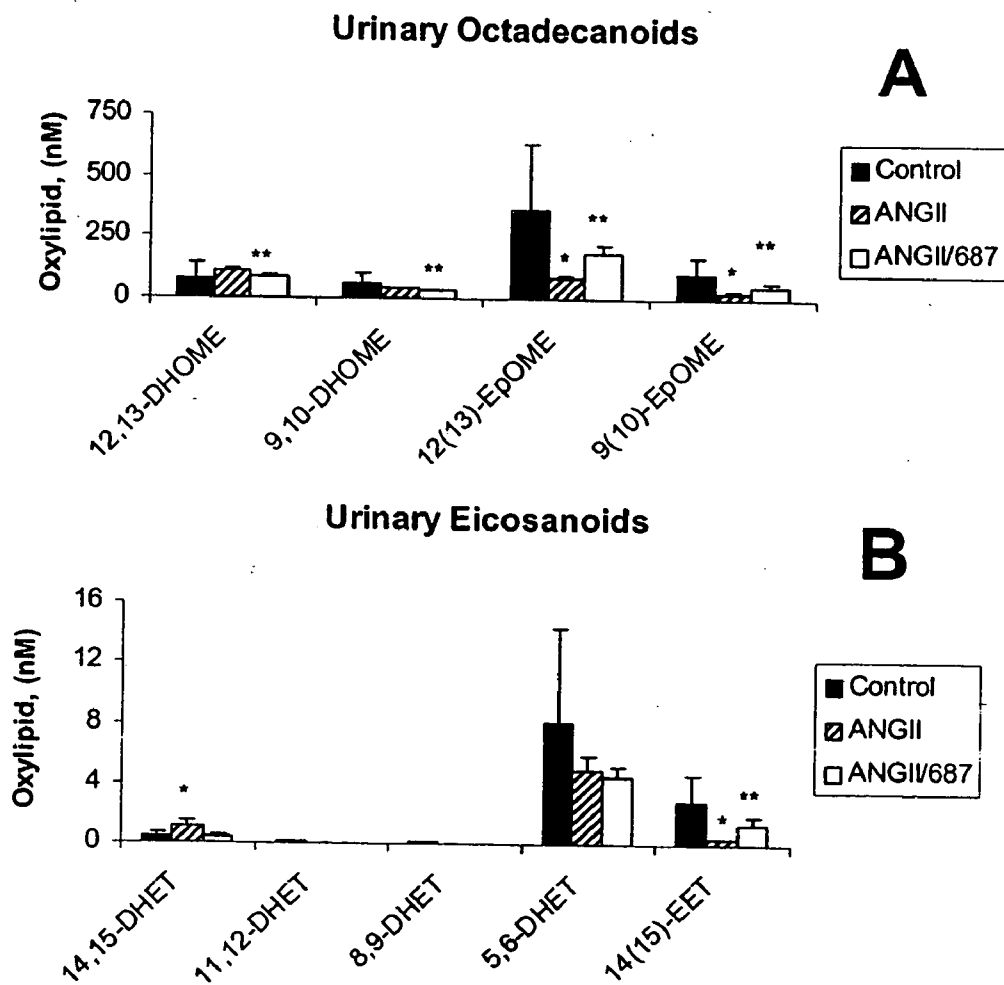 Urinary Octadecanoids
A
Oxylipid, (nM)
750
500
250
0
**
**
*
**
*
**
Control
ANGII
ANGII/687
12,13-DHOME
9,10-DHOME
12(13)-EpOME
9(10)-EpOME
Urinary Eicosanoids
B
Oxylipid, (nM)
16
12
8
4
0
*
*
**
Control
ANGII
ANGII/687
14,15-DHET
11,12-DHET
8,9-DHET
5,6-DHET
14(15)-EET